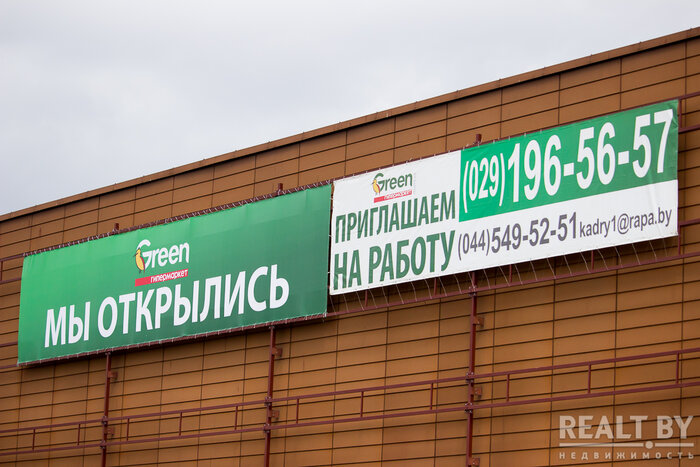 Green
гипермаркет
МЫ ОТКРЫЛИСЬ
Green
гипермаркет
ПРИГЛАШАЕМ
НА РАБОТУ
(029)196-56-57
(044)549-52-51 kadry1@rapa.by
REALT.BY
НЕДВИЖИМОСТЬ